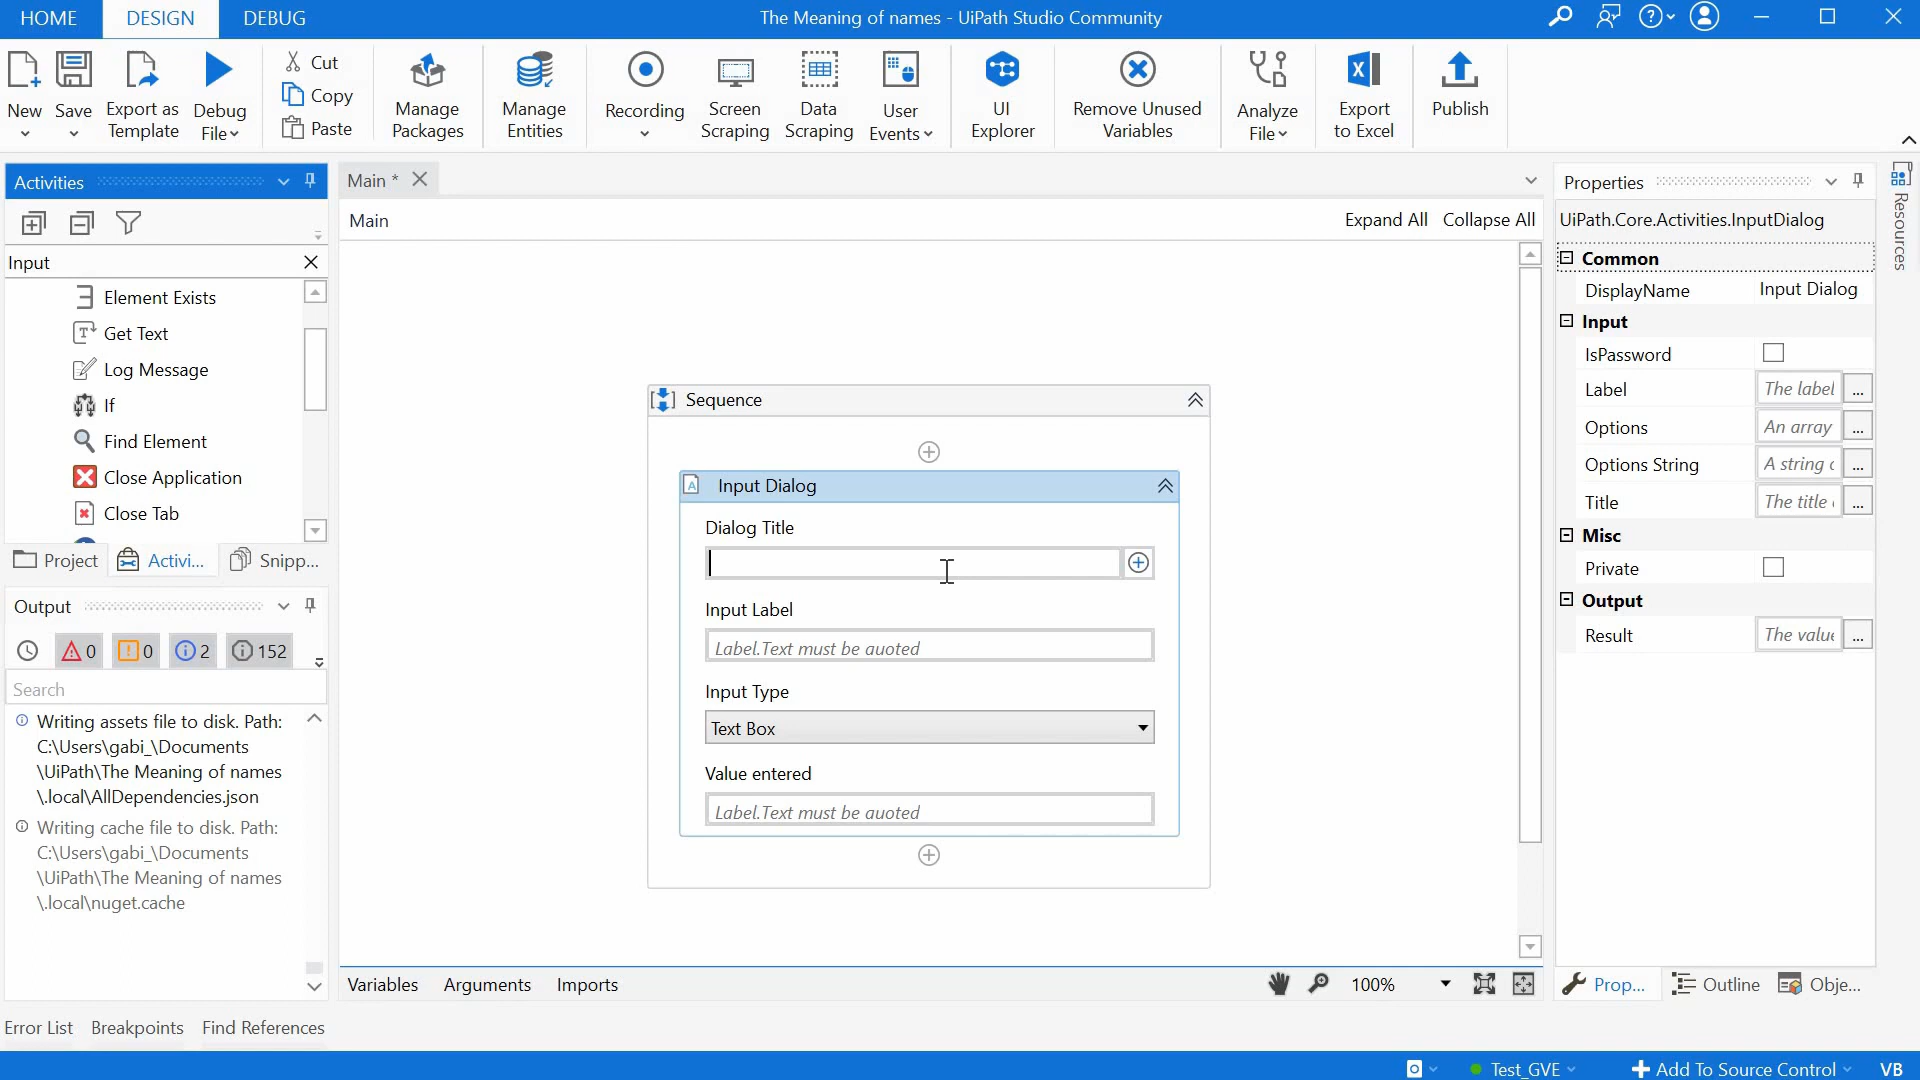 HOME DESIGN DEBUG The Meaning of names - UiPath Studio Community
New Save Export as Template Debug File Cut Copy Paste Manage Packages Manage Entities Recording Screen Scraping Data Scraping User Events UI Explorer Remove Unused Variables Analyze File Export to Excel Publish
Activities
Input
Element Exists
Get Text
Log Message
If
Find Element
Close Application
Close Tab
Project Activi... Snipp...
Output
0 0 2 152
Search
Writing assets file to disk. Path:
C:\Users\gabi_\Documents
\UiPath\The Meaning of names
\.local\AllDependencies.json
Writing cache file to disk. Path:
C:\Users\gabi_\Documents
\UiPath\The Meaning of names
\.local\nuget.cache
Main *
Main Expand All Collapse All
Sequence
Input Dialog
Dialog Title
Input Label
Label.Text must be quoted
Input Type
Text Box
Value entered
Label.Text must be quoted
Variables Arguments Imports 100%
Properties
UiPath.Core.Activities.InputDialog
Common
DisplayName Input Dialog
Input
IsPassword
Label The label ...
Options An array ...
Options String A string ...
Title The title ...
Misc
Private
Output
Result The value ...
Prop... Outline Obje...
Resources
Error List Breakpoints Find References
Test_GVE Add To Source Control VB